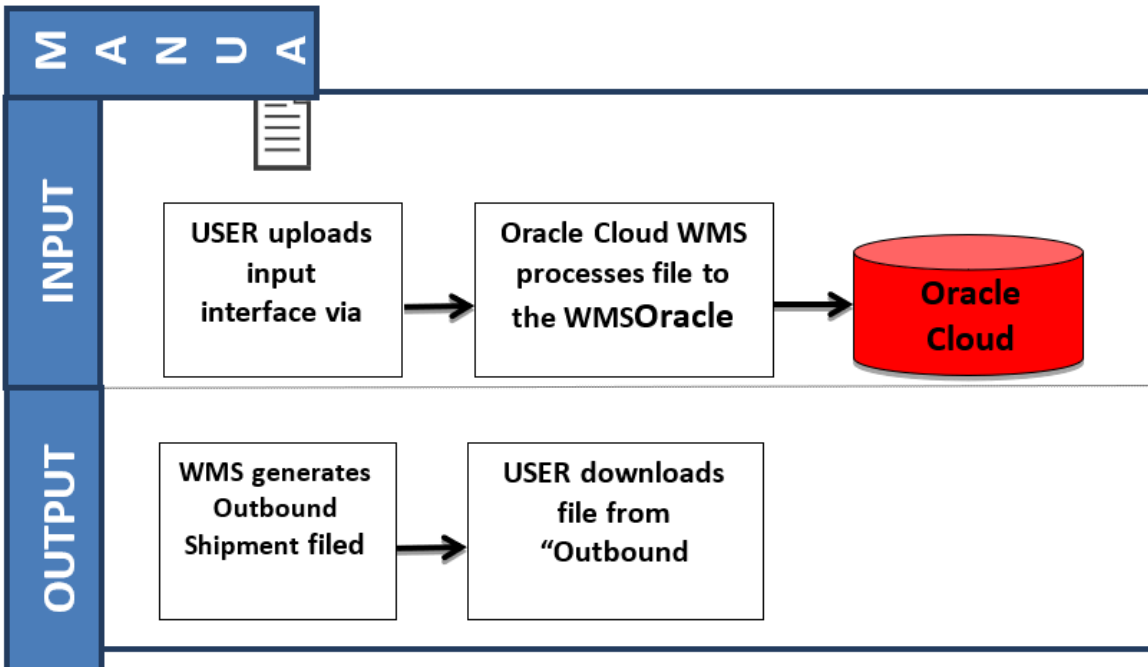 MANUA
INPUT
USER uploads
input
interface via
Oracle Cloud WMS
processes file to
the WMSOracle
Oracle
Cloud
OUTPUT
WMS generates
Outbound
Shipment filed
USER downloads
file from
“Outbound